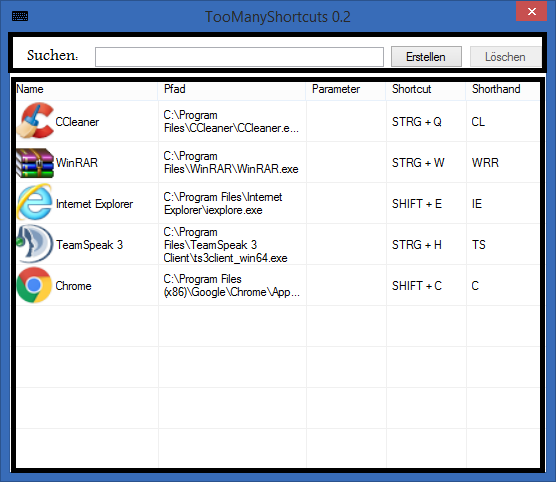 TooManyShortcuts 0.2
Suchen: Erstellen Löschen
Name Pfad Parameter Shortcut Shorthand
CCleaner C:\Program Files\CCleaner\CCleaner.e... STRG + Q CL
WinRAR C:\Program Files\WinRAR\WinRAR.exe STRG + W WRR
Internet Explorer C:\Program Files\Internet Explorer\iexplore.exe SHIFT + E IE
TeamSpeak 3 C:\Program Files\TeamSpeak 3 Client\ts3client_win64.exe STRG + H TS
Chrome C:\Program Files (x86)\Google\Chrome\App... SHIFT + C C